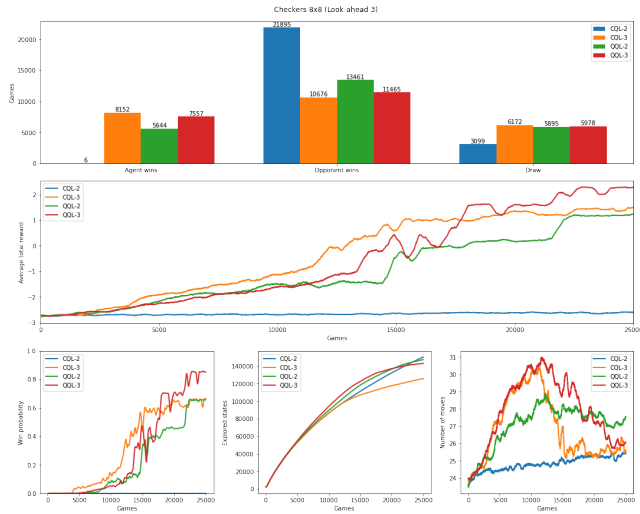 Checkers 8x8 (Look-ahead 3)
21895
CQL-2
CQL-3
QQL-2
QQL-3
20000
15000
13461
11465
10676
10000
8152
7557
6172
5895
5978
5644
5000
3099
6
0
Games
Agent wins
Opponent wins
Draw
CQL-2
CQL-3
QQL-2
QQL-3
2
1
0
−1
−2
−3
Average total reward
0
5000
10000
15000
20000
25000
Games
CQL-2
CQL-3
QQL-2
QQL-3
1.0
0.8
0.6
0.4
0.2
0.0
Win probability
0
5000
10000
15000
20000
25000
Games
CQL-2
CQL-3
QQL-2
QQL-3
140000
120000
100000
80000
60000
40000
20000
0
Explored states
0
5000
10000
15000
20000
25000
Games
CQL-2
CQL-3
QQL-2
QQL-3
31
30
29
28
27
26
25
24
Number of moves
0
5000
10000
15000
20000
25000
Games